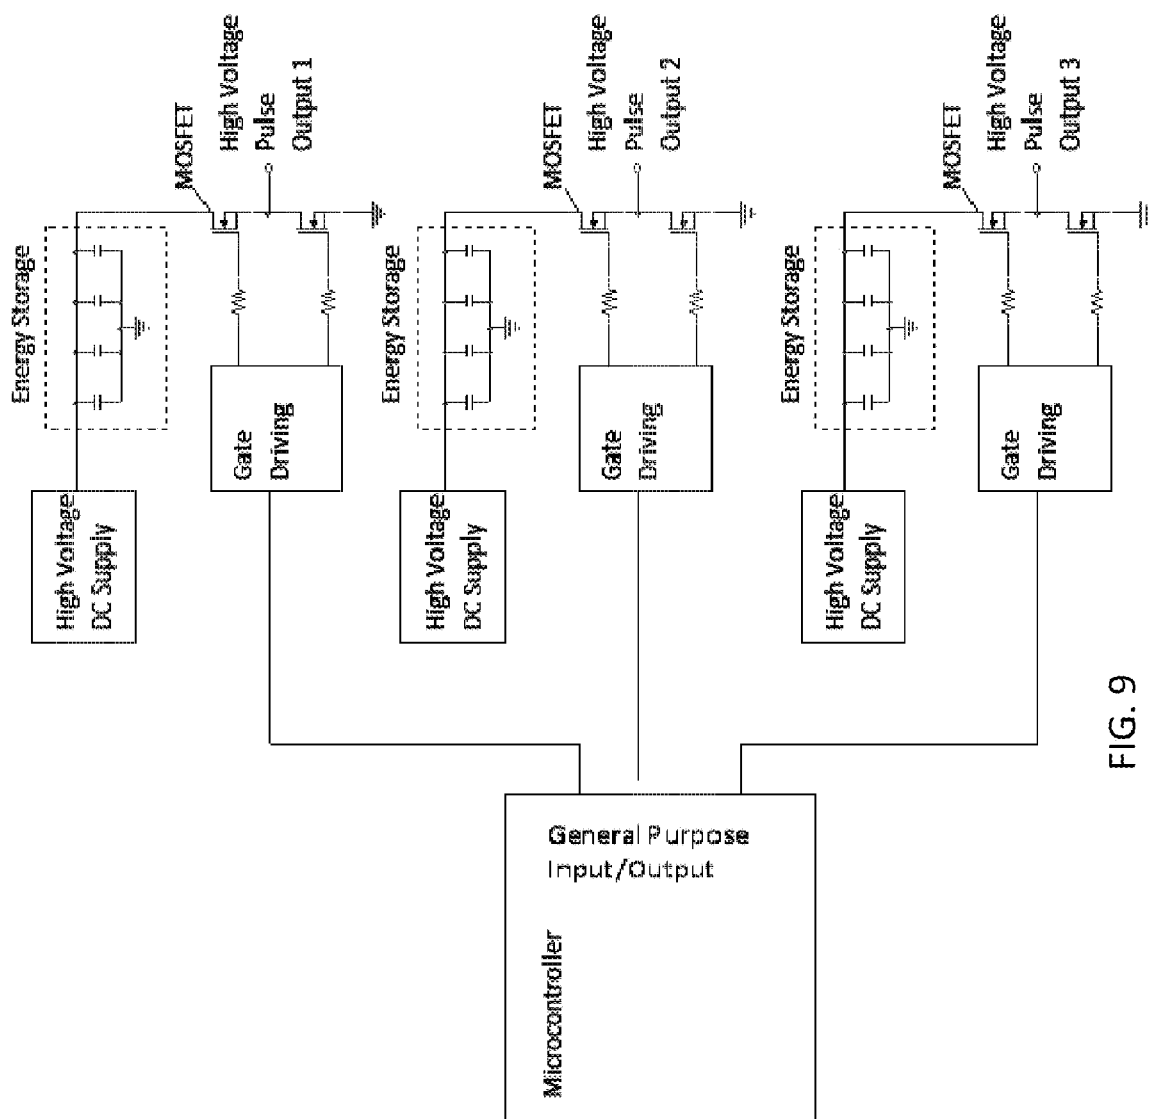 Energy Storage
High Voltage
DC Supply
MOSFET
High Voltage
Pulse
Output 1
Gate
Driving
Energy Storage
High Voltage
DC Supply
MOSFET
High Voltage
Pulse
Output 2
Gate
Driving
Energy Storage
High Voltage
DC Supply
MOSFET
High Voltage
Pulse
Output 3
Gate
Driving
General Purpose
Input/Output
Microcontroller
FIG. 9